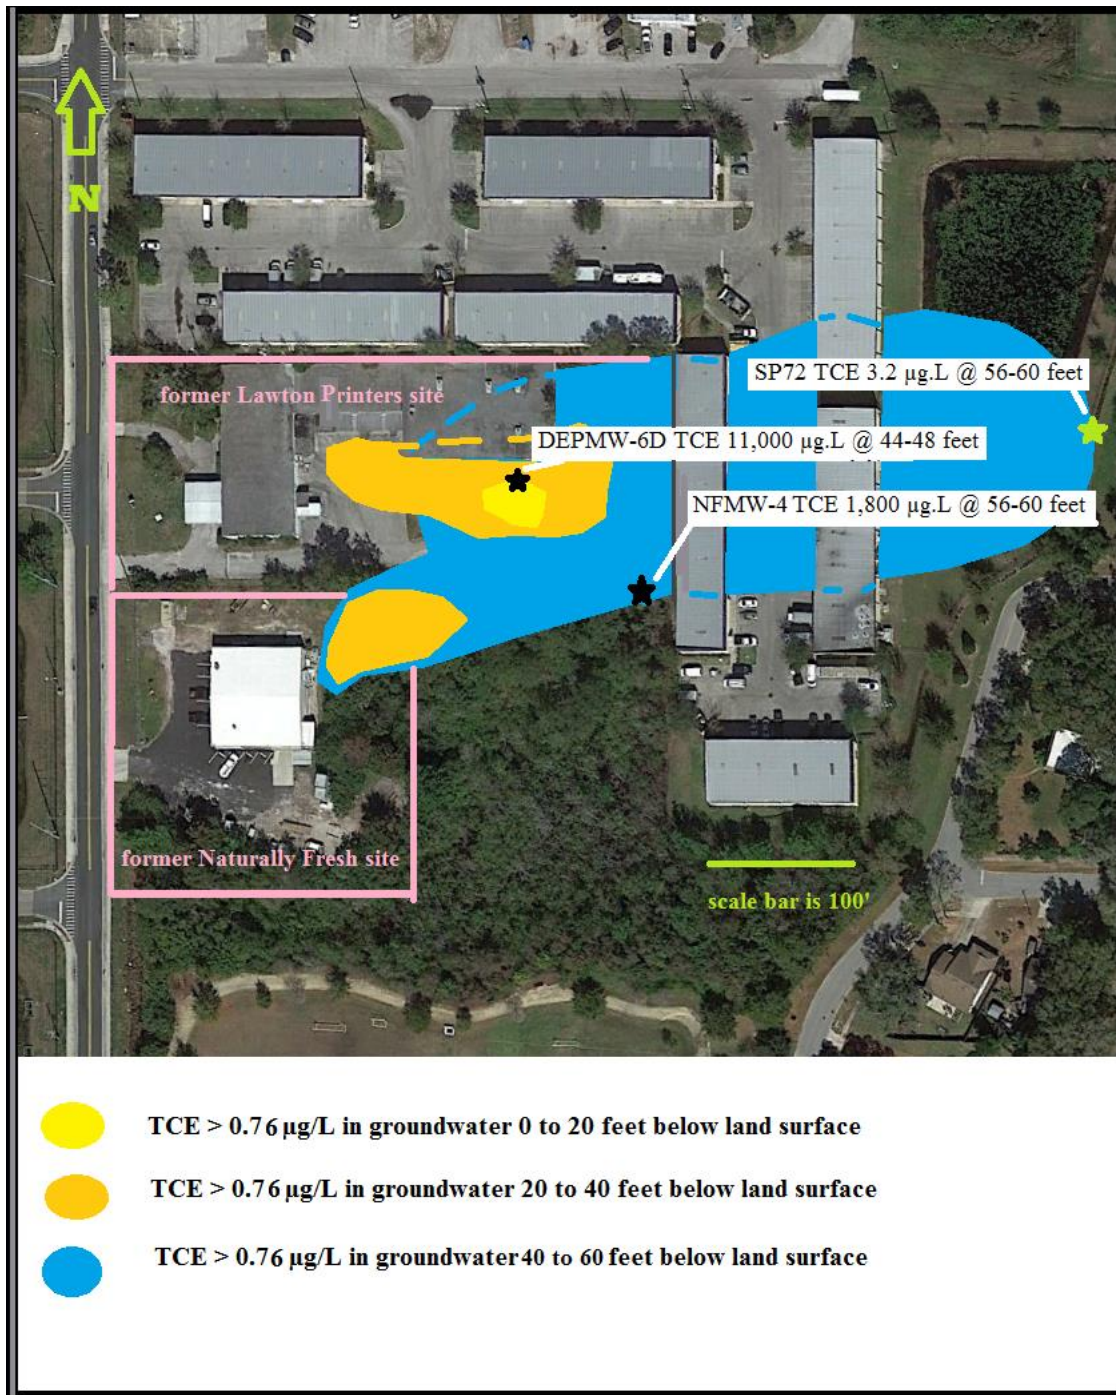 N
SP72 TCE 3.2 µg.L @ 56-60 feet
former Lawton Printers site
DEPMW-6D TCE 11,000 µg.L @ 44-48 feet
NFMW-4 TCE 1,800 µg.L @ 56-60 feet
former Naturally Fresh site
scale bar is 100'
TCE > 0.76 µg/L in groundwater 0 to 20 feet below land surface
TCE > 0.76 µg/L in groundwater 20 to 40 feet below land surface
TCE > 0.76 µg/L in groundwater 40 to 60 feet below land surface